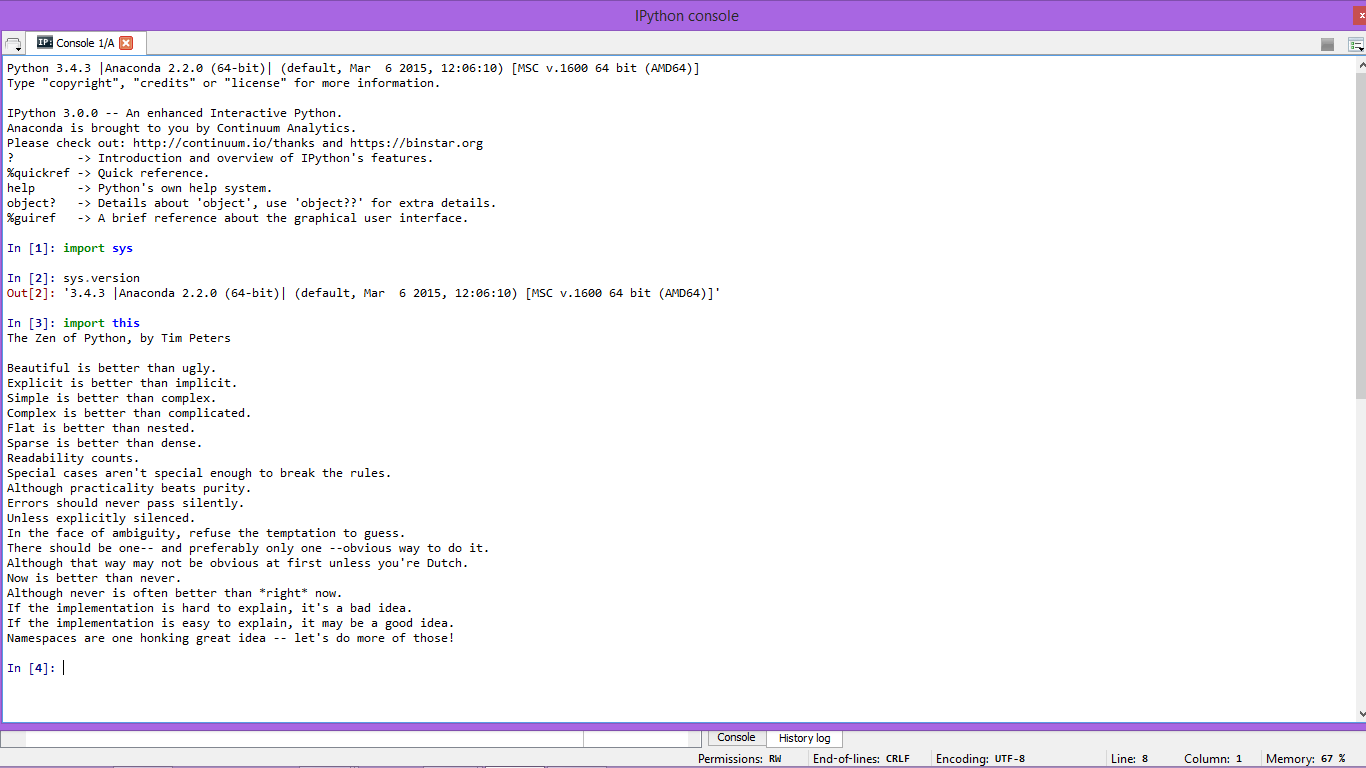 IPython console
x
IP: Console 1/A
Python 3.4.3 |Anaconda 2.2.0 (64-bit)| (default, Mar  6 2015, 12:06:10) [MSC v.1600 64 bit (AMD64)]
Type "copyright", "credits" or "license" for more information.
IPython 3.0.0 -- An enhanced Interactive Python.
Anaconda is brought to you by Continuum Analytics.
Please check out: http://continuum.io/thanks and https://binstar.org
?         -> Introduction and overview of IPython's features.
%quickref -> Quick reference.
help      -> Python's own help system.
object?   -> Details about 'object', use 'object??' for extra details.
%guiref   -> A brief reference about the graphical user interface.
In [1]: import sys
In [2]: sys.version
Out[2]: '3.4.3 |Anaconda 2.2.0 (64-bit)| (default, Mar  6 2015, 12:06:10) [MSC v.1600 64 bit (AMD64)]'
In [3]: import this
The Zen of Python, by Tim Peters
Beautiful is better than ugly.
Explicit is better than implicit.
Simple is better than complex.
Complex is better than complicated.
Flat is better than nested.
Sparse is better than dense.
Readability counts.
Special cases aren't special enough to break the rules.
Although practicality beats purity.
Errors should never pass silently.
Unless explicitly silenced.
In the face of ambiguity, refuse the temptation to guess.
There should be one-- and preferably only one --obvious way to do it.
Although that way may not be obvious at first unless you're Dutch.
Now is better than never.
Although never is often better than *right* now.
If the implementation is hard to explain, it's a bad idea.
If the implementation is easy to explain, it may be a good idea.
Namespaces are one honking great idea -- let's do more of those!
In [4]:
Console History log
Permissions: RW End-of-lines: CRLF Encoding: UTF-8 Line: 8 Column: 1 Memory: 67 %